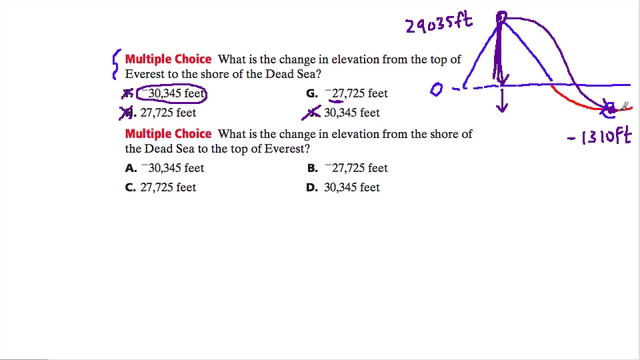 29035ft
Multiple Choice What is the change in elevation from the top of
Everest to the shore of the Dead Sea?
⁻30,345 feet
G. ⁻27,725 feet
27,725 feet
30,345 feet
0
-1310ft
Multiple Choice What is the change in elevation from the shore of
the Dead Sea to the top of Everest?
A. ⁻30,345 feet
B. ⁻27,725 feet
C. 27,725 feet
D. 30,345 feet